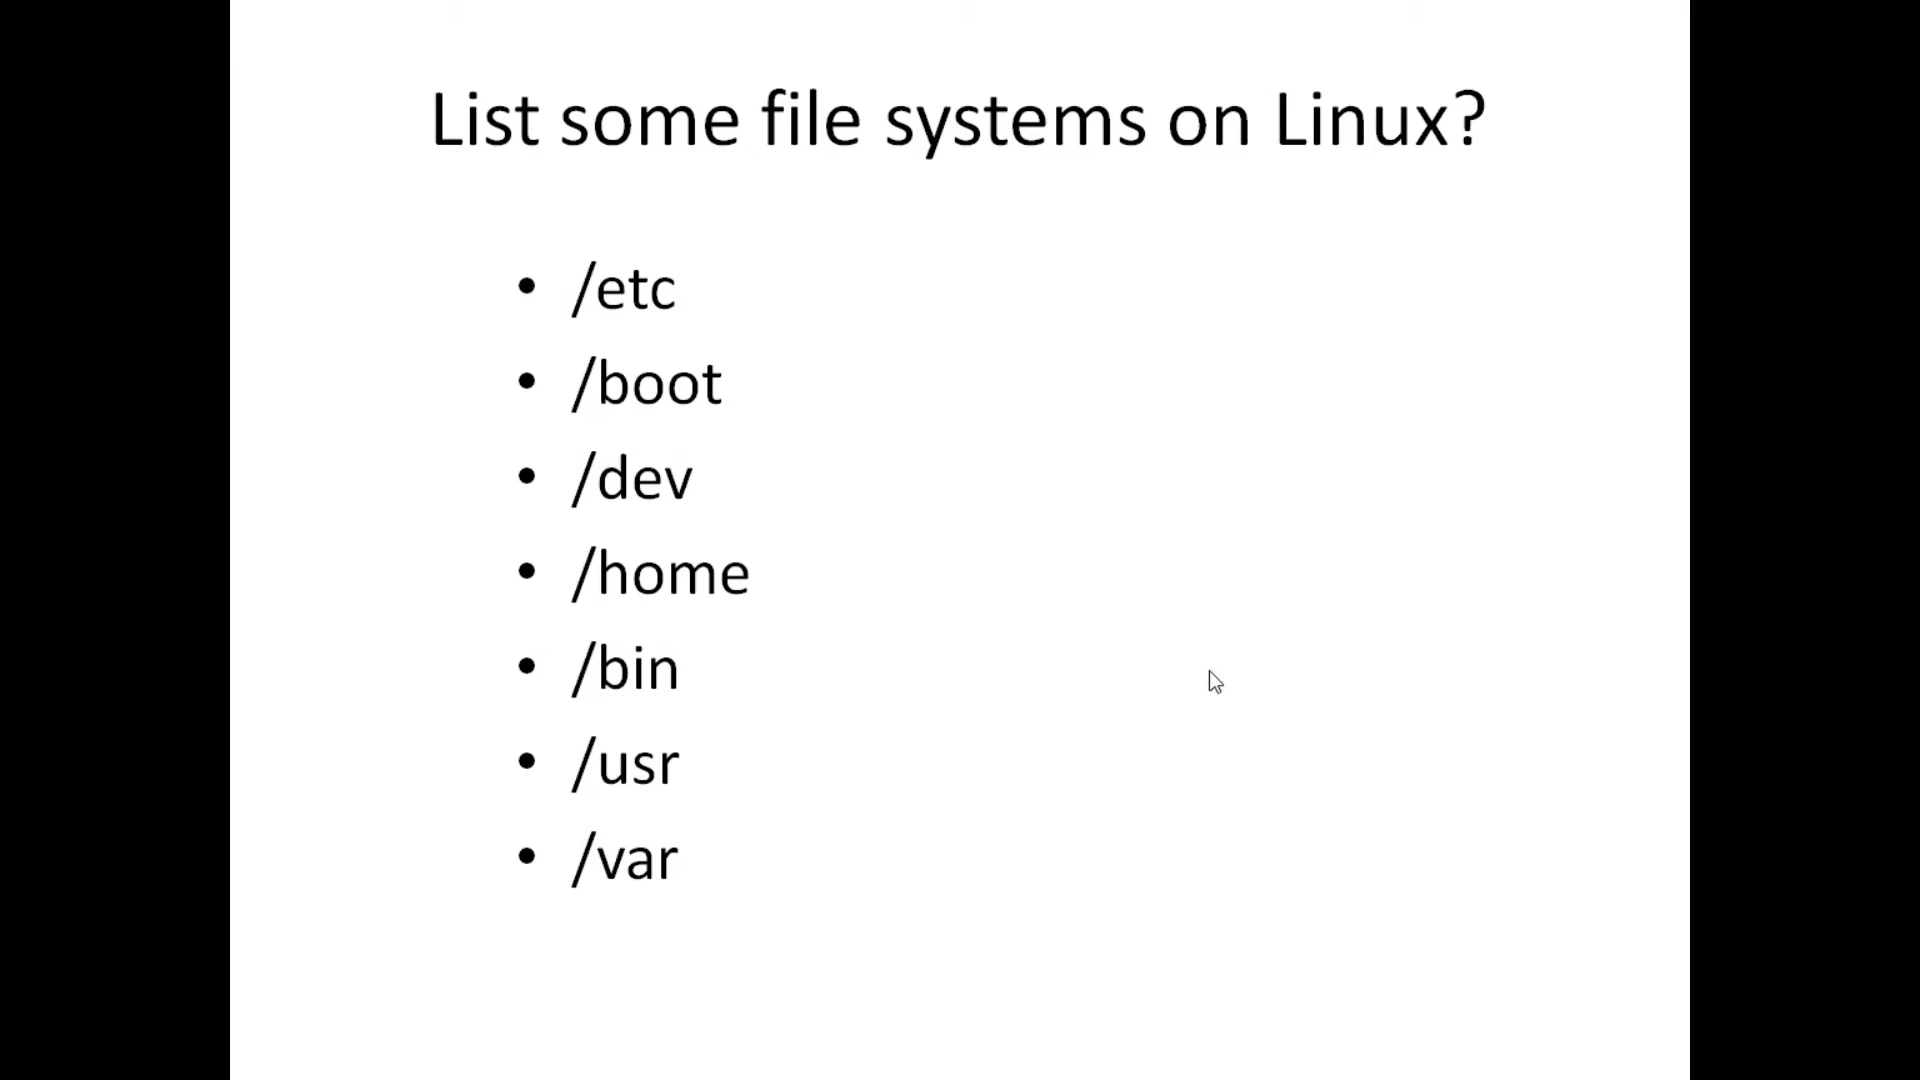 List some file systems on Linux?
• /etc
• /boot
• /dev
• /home
• /bin
• /usr
• /var